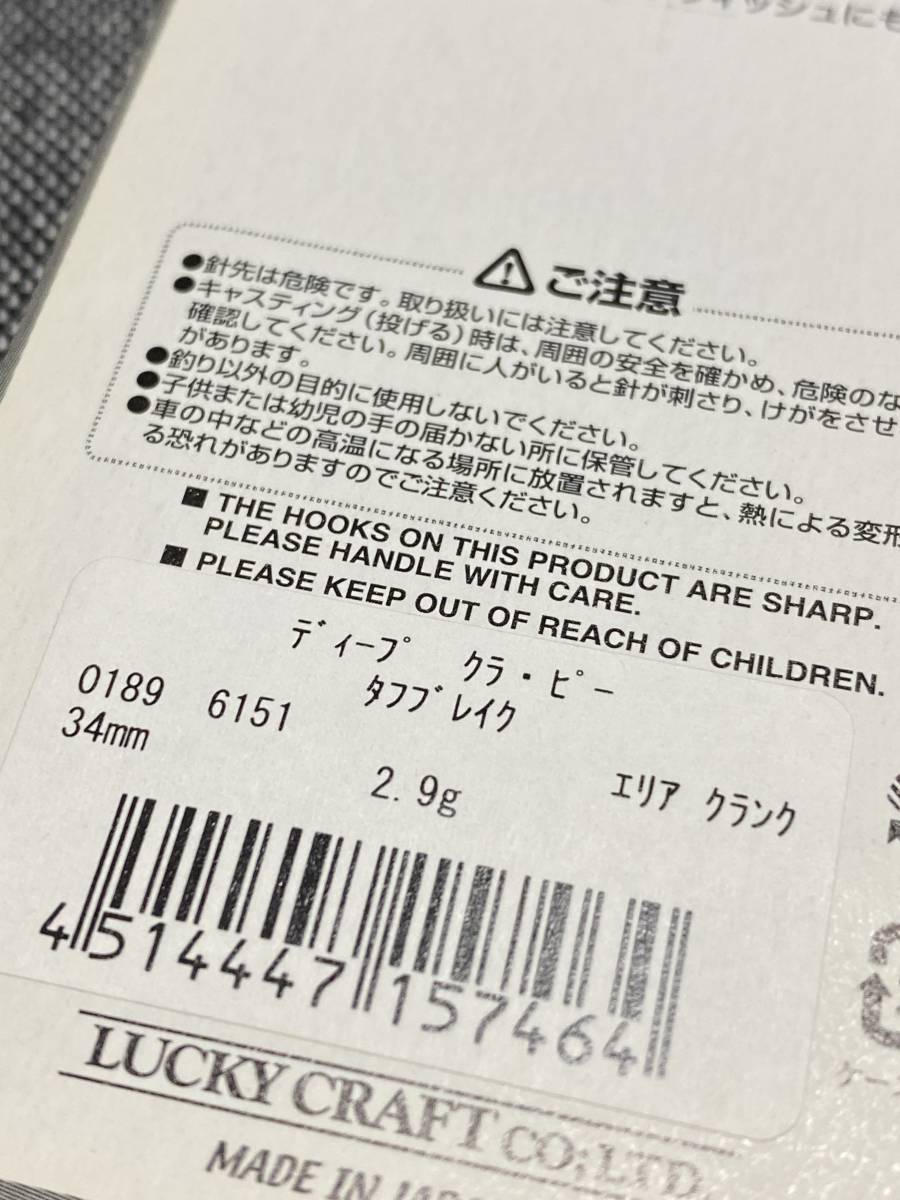 ィッシュにも
ご注意
●針先は危険です。取り扱いには注意してください。
●キャスティング(投げる)時は、周囲の安全を確かめ、危険のな
確認してください。周囲に人がいると針が刺さり、けがをさせ
があります。
●釣り以外の目的に使用しないでください。
●子供または幼児の手の届かない所に保管してください。
●車の中などの高温になる場所に放置されますと、熱による変形
る恐れがありますのでご注意ください。
■ THE HOOKS ON THIS PRODUCT ARE SHARP.
PLEASE HANDLE WITH CARE.
■ PLEASE KEEP OUT OF REACH OF CHILDREN.
ディープ クラ・ピー
0189 6151 タフブレイク
34mm 2.9g エリア クランク
4 514447 157464
LUCKY CRAFT CO;LTD
MADE IN JAPA
ケー